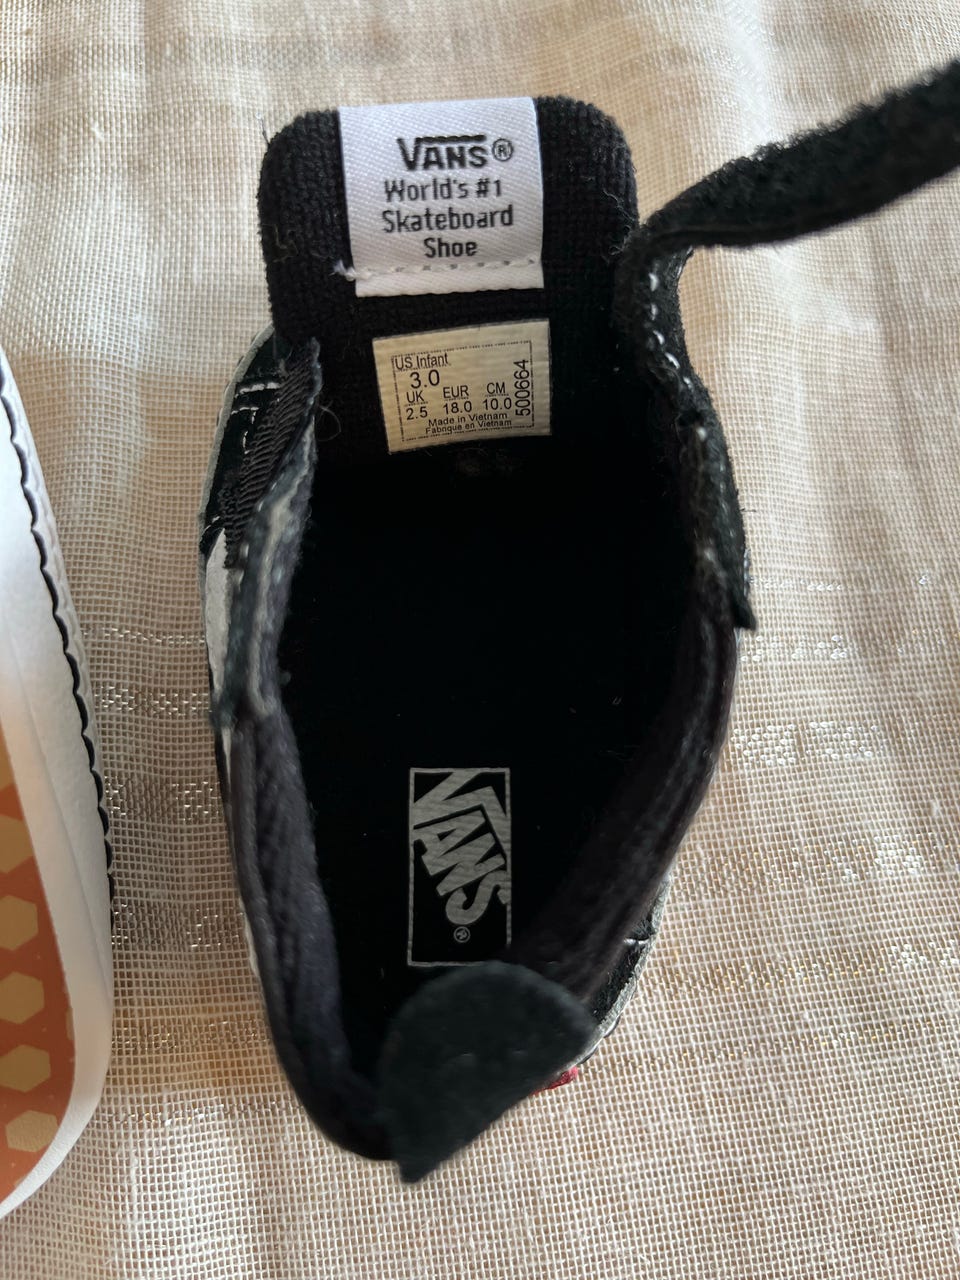 VANS®
World's #1
Skateboard
Shoe
US Infant
3.0
UK EUR CM
2.5 18.0 10.0
Made in Vietnam
Fabriqué en Vietnam
500664
VANS®